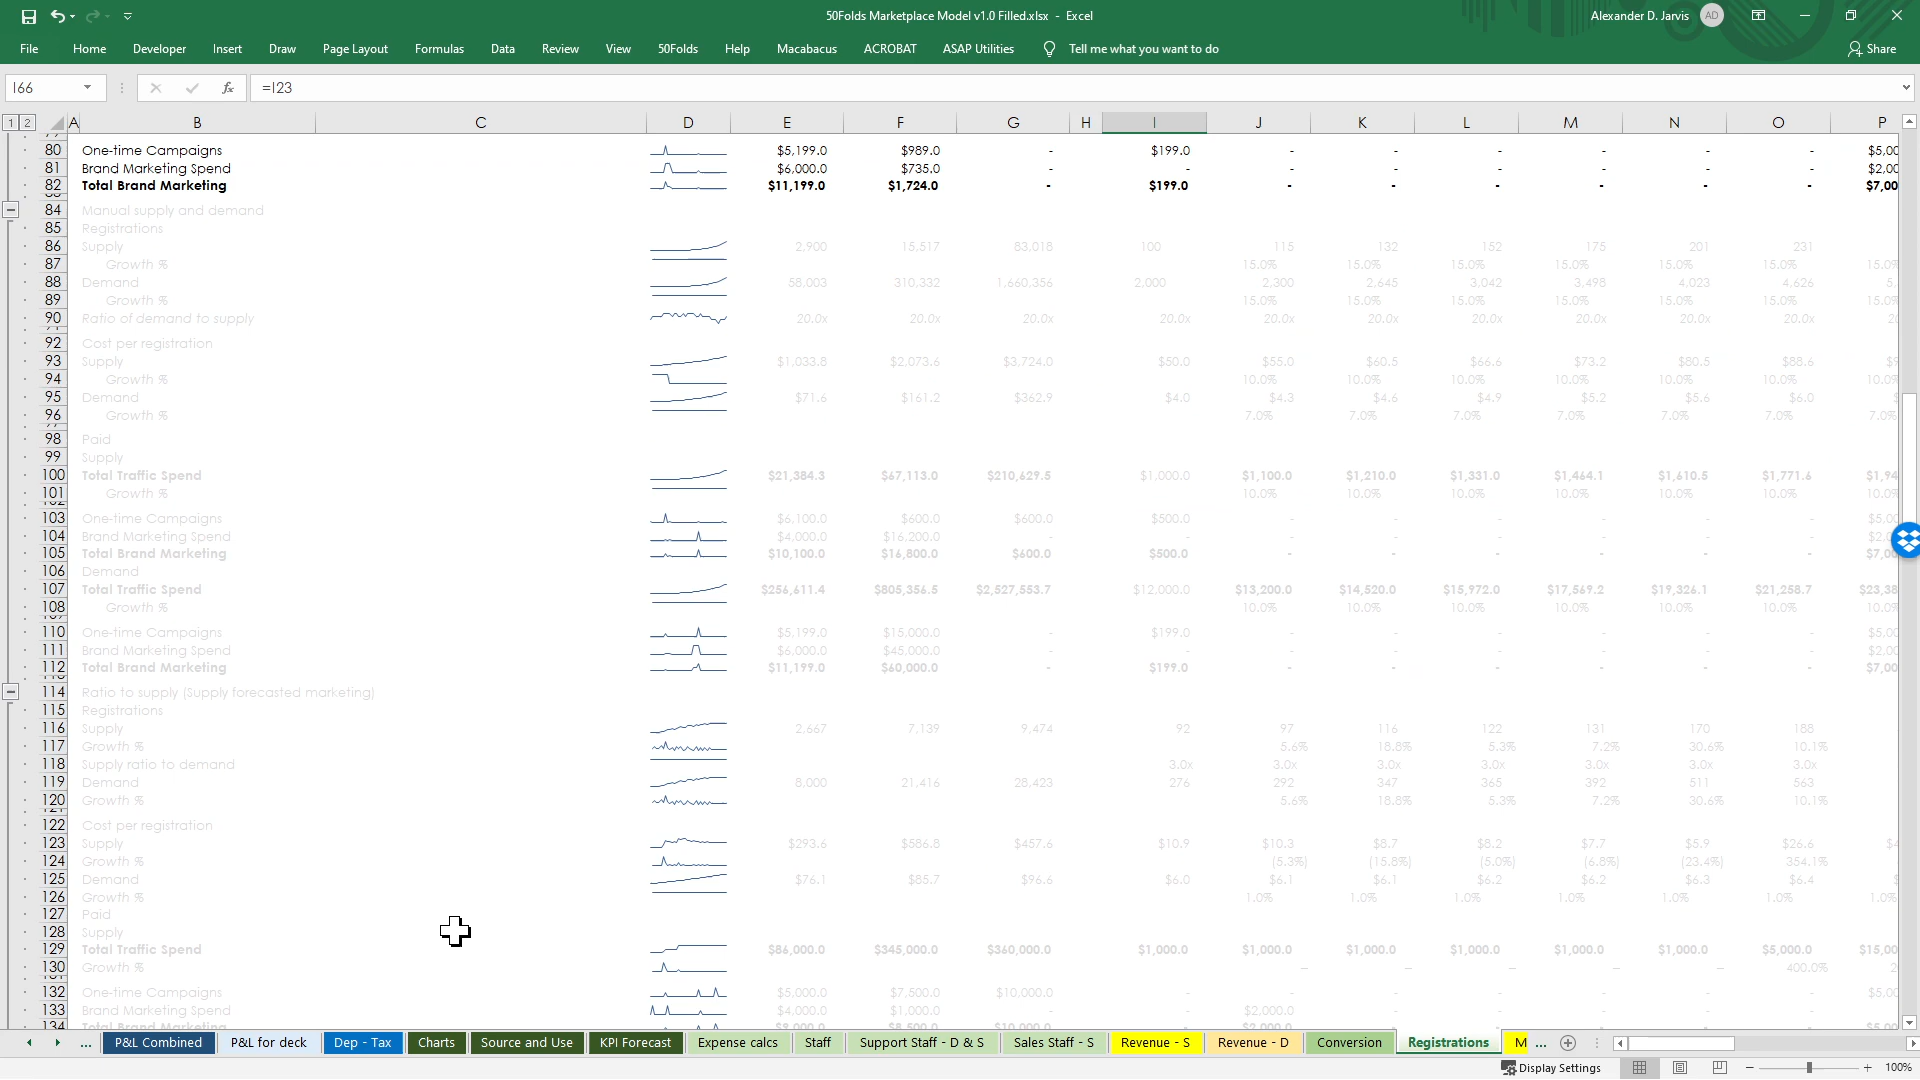 50Folds Marketplace Model v1.0 Filled.xlsx - Excel
Alexander D. Jarvis AD
File Home Developer Insert Draw Page Layout Formulas Data Review View 50Folds Help Macabacus ACROBAT ASAP Utilities Tell me what you want to do Share
I66 fx =I23
1 2 A B C D E F G H I J K L M N O P
80 One-time Campaigns $5,199.0 $989.0 - $199.0 - - - - - - $5,00
81 Brand Marketing Spend $6,000.0 $735.0 - - - - - - - - $2,00
82 Total Brand Marketing $11,199.0 $1,724.0 - $199.0 - - - - - - $7,00
84 Manual supply and demand
85 Registrations
86 Supply 2,900 15,517 83,018 100 115 132 152 175 201 231
87 Growth % 15.0% 15.0% 15.0% 15.0% 15.0% 15.0% 15.0%
88 Demand 58,003 310,332 1,660,356 2,000 2,300 2,645 3,042 3,498 4,023 4,626 5,
89 Growth % 15.0% 15.0% 15.0% 15.0% 15.0% 15.0% 15.0%
90 Ratio of demand to supply 20.0x 20.0x 20.0x 20.0x 20.0x 20.0x 20.0x 20.0x 20.0x 20.0x 20
92 Cost per registration
93 Supply $1,033.8 $2,073.6 $3,724.0 $50.0 $55.0 $60.5 $66.6 $73.2 $80.5 $88.6 $9
94 Growth % 10.0% 10.0% 10.0% 10.0% 10.0% 10.0% 10.0%
95 Demand $71.6 $161.2 $362.9 $4.0 $4.3 $4.6 $4.9 $5.2 $5.6 $6.0 $
96 Growth % 7.0% 7.0% 7.0% 7.0% 7.0% 7.0% 7.0%
98 Paid
99 Supply
100 Total Traffic Spend $21,384.3 $67,113.0 $210,629.5 $1,000.0 $1,100.0 $1,210.0 $1,331.0 $1,464.1 $1,610.5 $1,771.6 $1,94
101 Growth % 10.0% 10.0% 10.0% 10.0% 10.0% 10.0% 10.0%
103 One-time Campaigns $6,100.0 $600.0 $600.0 $500.0 - - - - - - $5,00
104 Brand Marketing Spend $4,000.0 $16,200.0 - - - - - - - - $2,0
105 Total Brand Marketing $10,100.0 $16,800.0 $600.0 $500.0 - - - - - - $7,0
106 Demand
107 Total Traffic Spend $256,611.4 $805,356.5 $2,527,553.7 $12,000.0 $13,200.0 $14,520.0 $15,972.0 $17,569.2 $19,326.1 $21,258.7 $23,38
108 Growth % 10.0% 10.0% 10.0% 10.0% 10.0% 10.0% 10.0%
110 One-time Campaigns $5,199.0 $15,000.0 - $199.0 - - - - - - $5,00
111 Brand Marketing Spend $6,000.0 $45,000.0 - - - - - - - - $2,00
112 Total Brand Marketing $11,199.0 $60,000.0 - $199.0 - - - - - - $7,00
114 Ratio to supply (Supply forecasted marketing)
115 Registrations
116 Supply 2,667 7,139 9,474 92 97 116 122 131 170 188
117 Growth % 5.6% 18.8% 5.3% 7.2% 30.6% 10.1%
118 Supply ratio to demand 3.0x 3.0x 3.0x 3.0x 3.0x 3.0x 3.0x
119 Demand 8,000 21,416 28,423 276 292 347 365 392 511 563
120 Growth % 5.6% 18.8% 5.3% 7.2% 30.6% 10.1%
122 Cost per registration
123 Supply $293.6 $586.8 $457.6 $10.9 $10.3 $8.7 $8.2 $7.7 $5.9 $26.6 $4
124 Growth % (5.3%) (15.8%) (5.0%) (6.8%) (23.4%) 354.1%
125 Demand $76.1 $85.7 $96.6 $6.0 $6.1 $6.1 $6.2 $6.2 $6.3 $6.4 $
126 Growth % 1.0% 1.0% 1.0% 1.0% 1.0% 1.0% 1.0%
127 Paid
128 Supply
129 Total Traffic Spend $86,000.0 $345,000.0 $360,000.0 $1,000.0 $1,000.0 $1,000.0 $1,000.0 $1,000.0 $1,000.0 $5,000.0 $15,00
130 Growth % - - - - - 400.0% 2
132 One-time Campaigns $5,000.0 $7,500.0 $10,000.0 - - - - - - - $5,00
133 Brand Marketing Spend $4,000.0 $1,000.0 - - $2,000.0 - - - - -
134 Total Brand Marketing $9,000.0 $8,500.0 $10,000.0 - $2,000.0 - - - - - $5,00
... P&L Combined P&L for deck Dep - Tax Charts Source and Use KPI Forecast Expense calcs Staff Support Staff - D & S Sales Staff - S Revenue - S Revenue - D Conversion Registrations M ...
Display Settings 100%